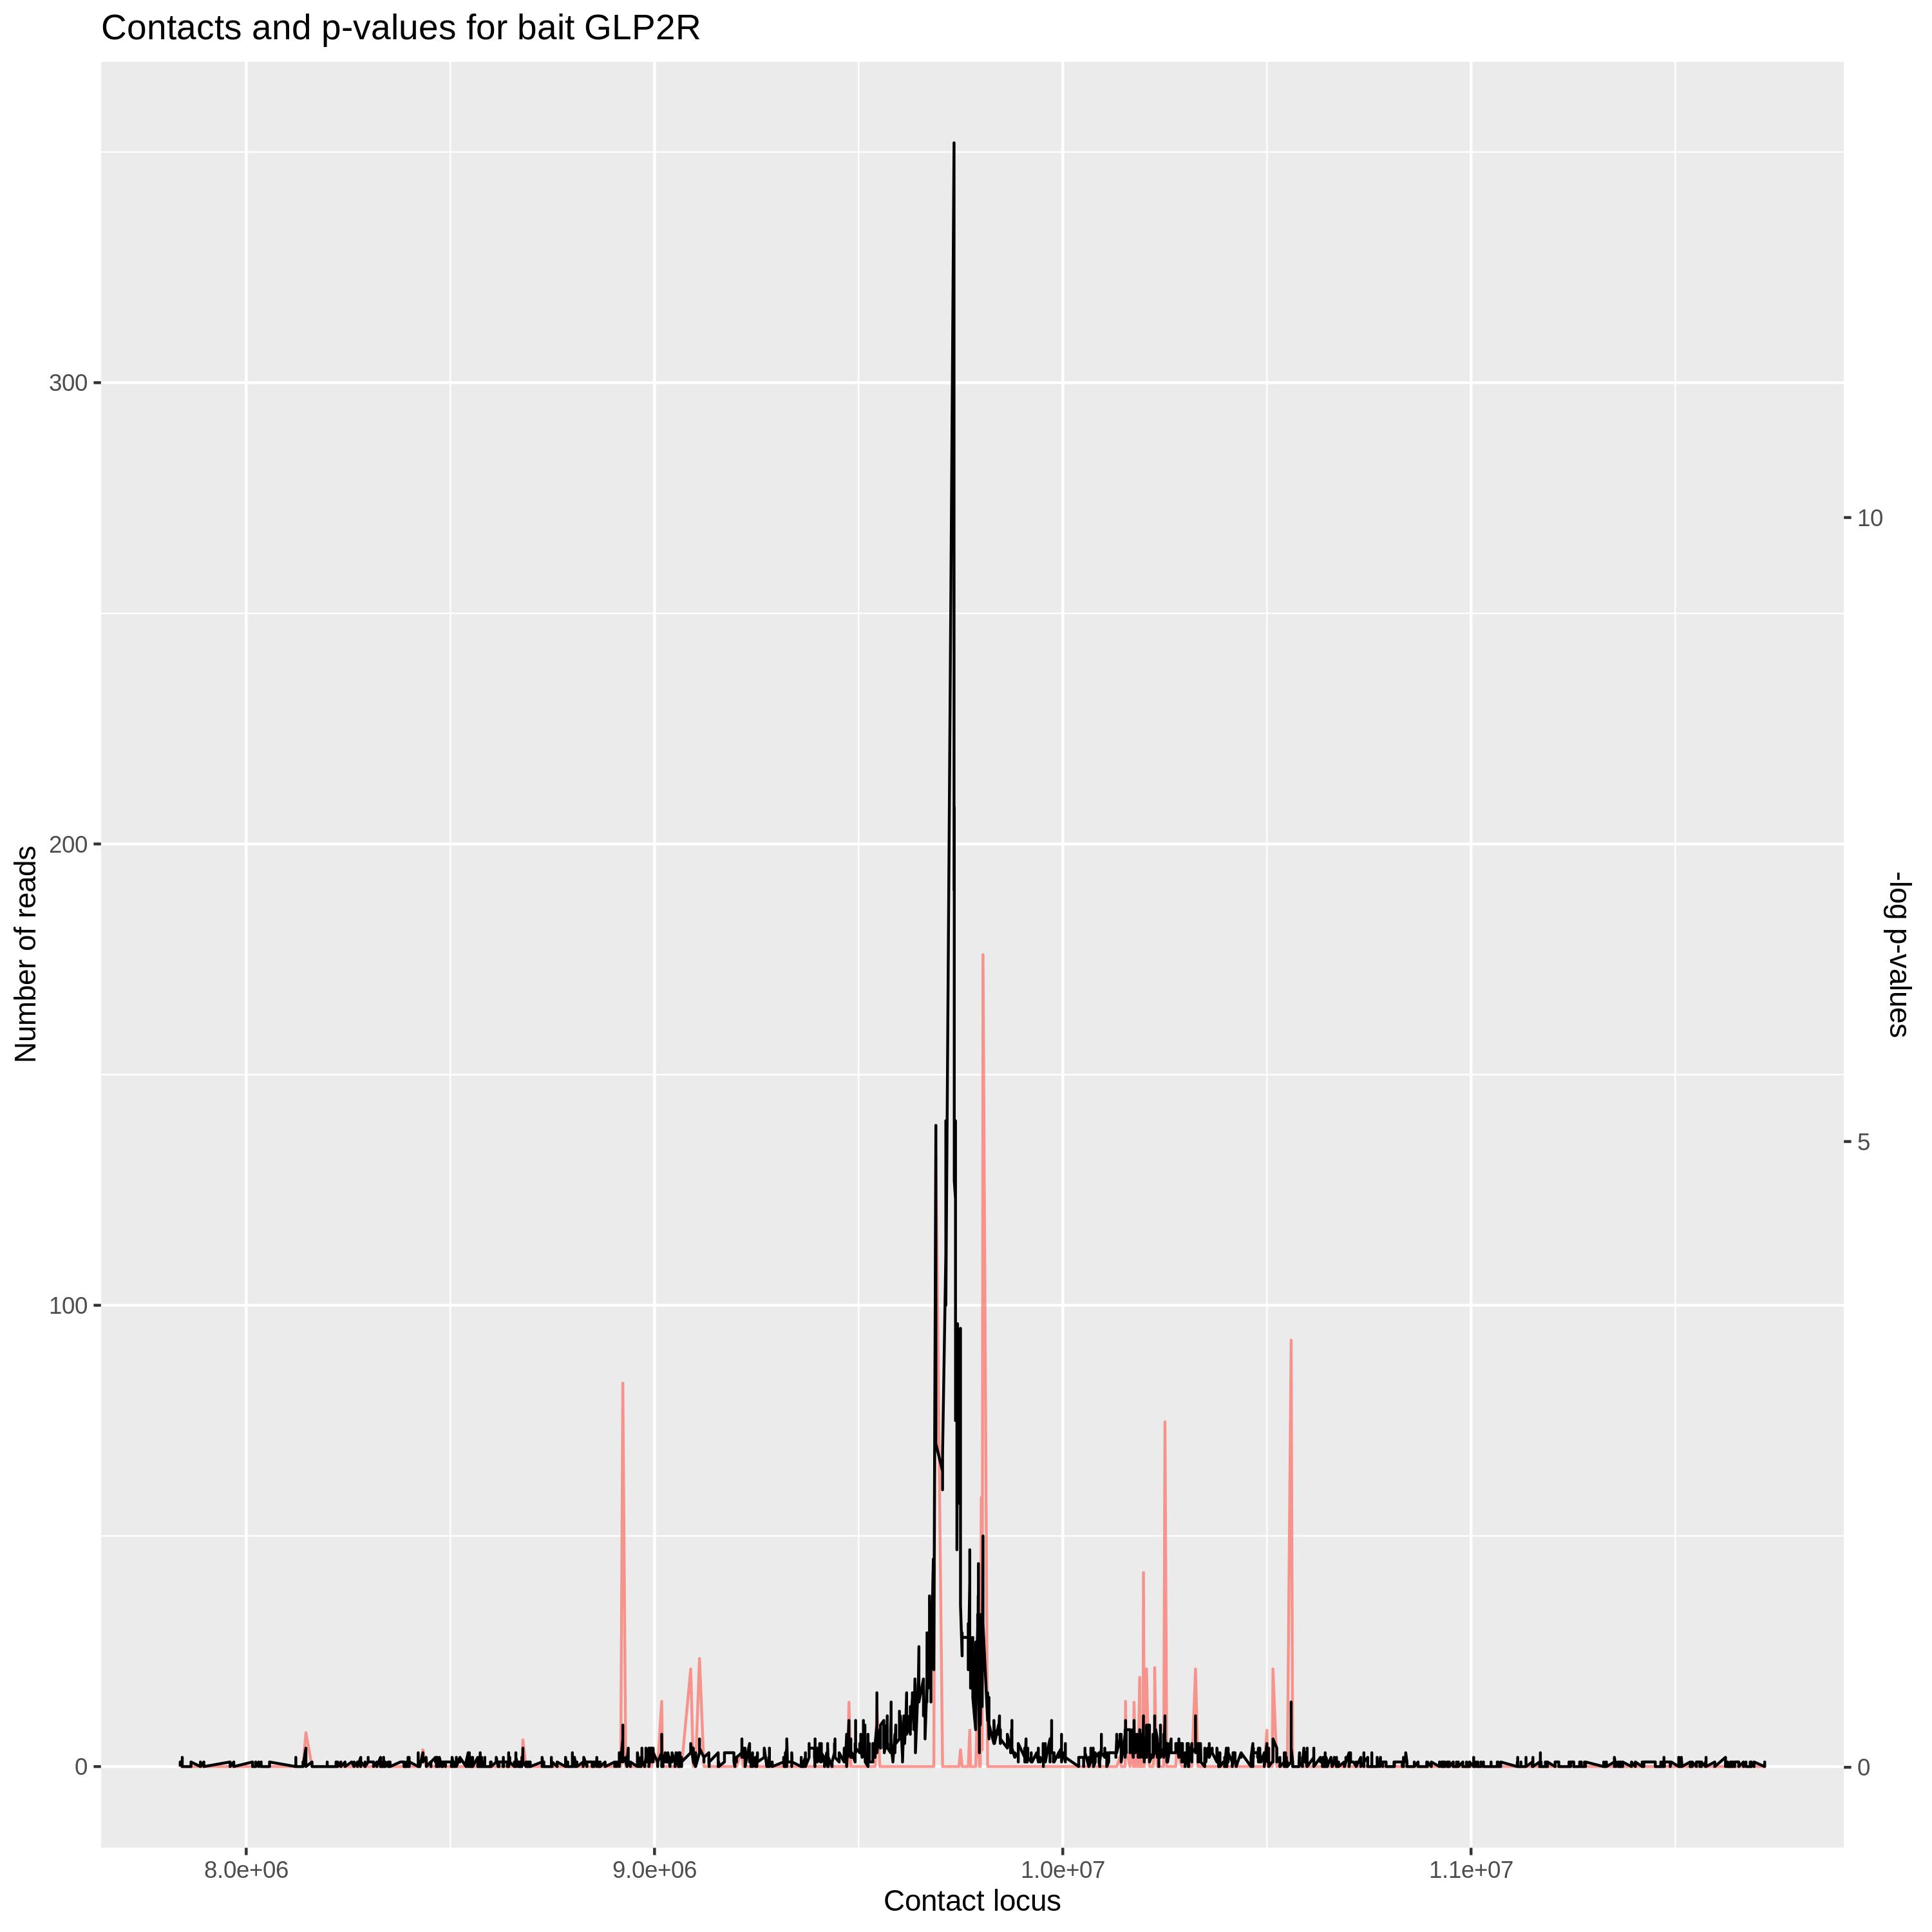 Contacts and p-values for bait GLP2R
300
200
100
0
Number of reads
10
5
0
-log p-values
8.0e+06
9.0e+06
1.0e+07
1.1e+07
Contact locus